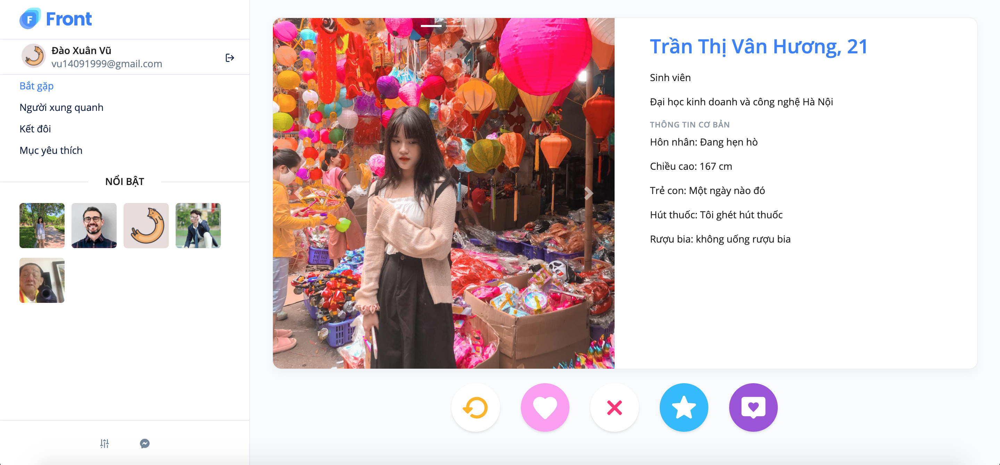 F Front
Đào Xuân Vũ
vu14091999@gmail.com
Bắt gặp
Người xung quanh
Kết đôi
Mục yêu thích
NỔI BẬT
Trần Thị Vân Hương, 21
Sinh viên
Đại học kinh doanh và công nghệ Hà Nội
THÔNG TIN CƠ BẢN
Hôn nhân: Đang hẹn hò
Chiều cao: 167 cm
Trẻ con: Một ngày nào đó
Hút thuốc: Tôi ghét hút thuốc
Rượu bia: không uống rượu bia